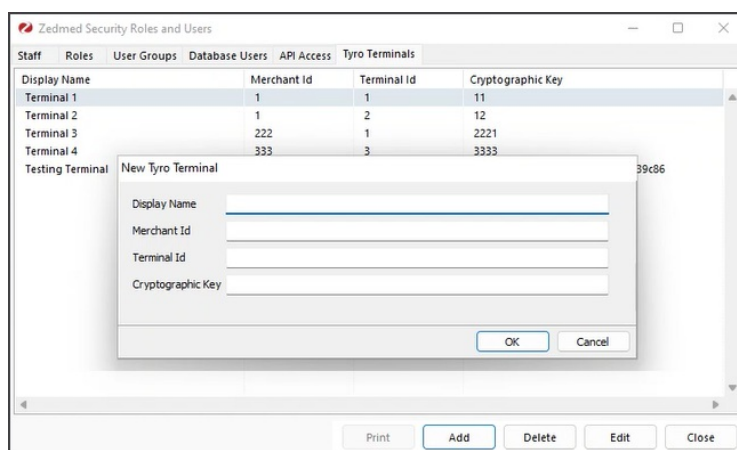 Zedmed Security Roles and Users
Staff Roles User Groups Database Users API Access Tyro Terminals
Display Name Merchant Id Terminal Id Cryptographic Key
Terminal 1 1 1 11
Terminal 2 1 2 12
Terminal 3 222 1 2221
Terminal 4 333 3 3333
Testing Terminal 39c86
New Tyro Terminal
Display Name
Merchant Id
Terminal Id
Cryptographic Key
OK Cancel
Print Add Delete Edit Close